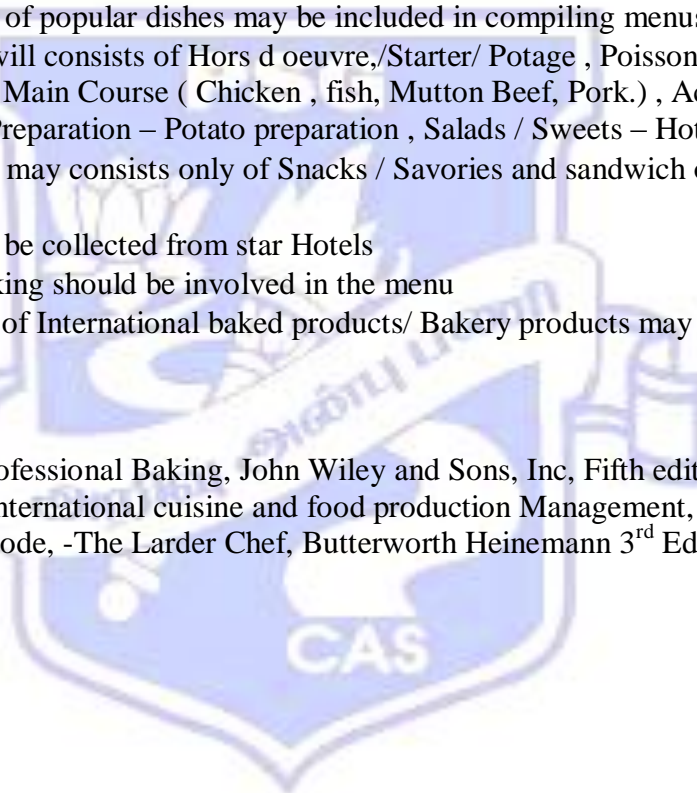 of popular dishes may be included in compiling menus
will consists of Hors d oeuvre,/Starter/ Potage , Poisson
Main Course ( Chicken , fish, Mutton Beef, Pork.) , Ac
Preparation – Potato preparation , Salads / Sweets – Hot
may consists only of Snacks / Savories and sandwich
be collected from star Hotels
king should be involved in the menu
of International baked products/ Bakery products may
ofessional Baking, John Wiley and Sons, Inc, Fifth edit
nternational cuisine and food production Management,
ode, -The Larder Chef, Butterworth Heinemann 3rd Ed
CAS